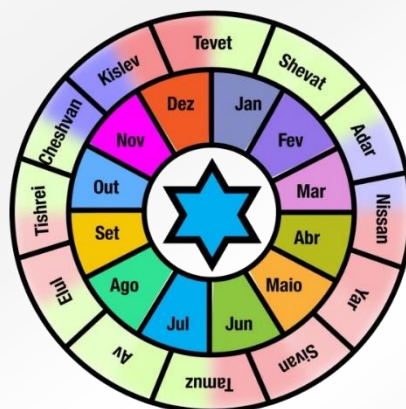 Tevet
Shevat
Adar
Nissan
Yar
Sivan
Tamuz
Av
Elul
Tishrei
Cheshvan
Kislev
Jan
Fev
Mar
Abr
Maio
Jun
Jul
Ago
Set
Out
Nov
Dez